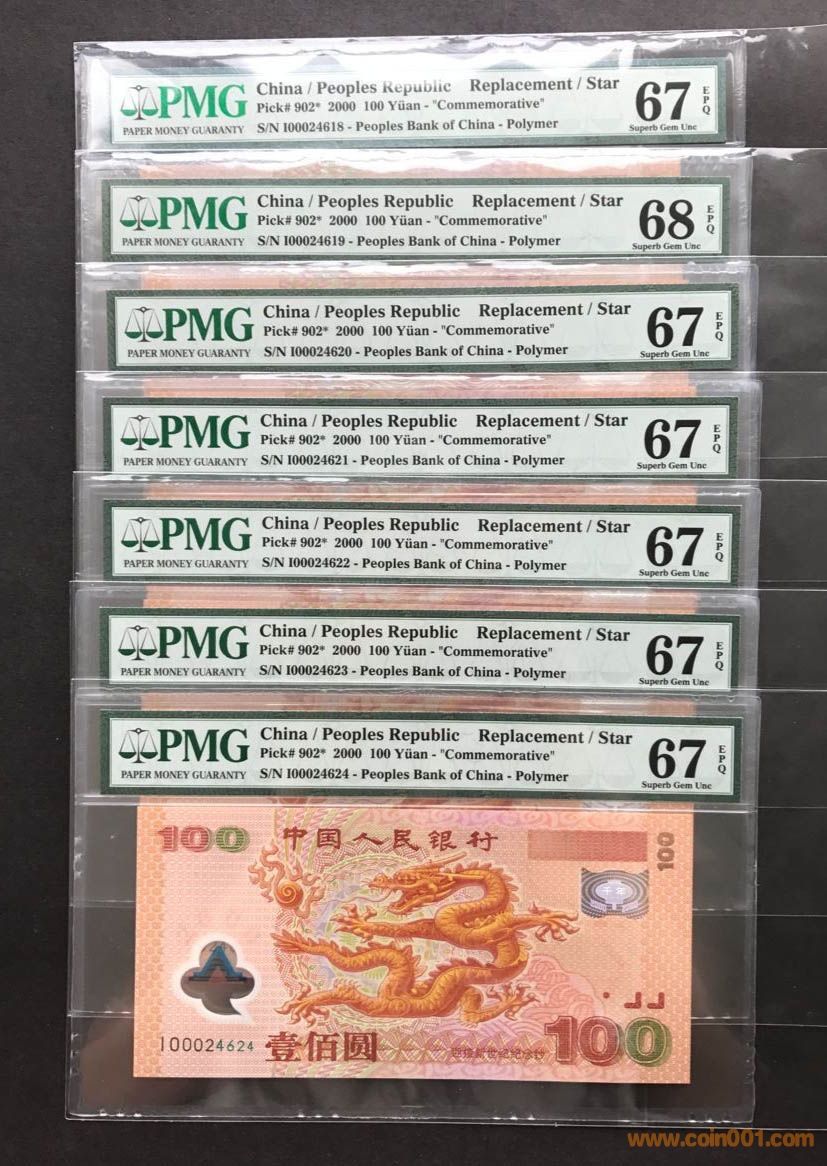 PMG
PAPER MONEY GUARANTY
China / Peoples Republic Replacement / Star
Pick# 902* 2000 100 Yüan - "Commemorative"
S/N I00024618 - Peoples Bank of China - Polymer
67
EPQ
Superb Gem Unc
PMG
PAPER MONEY GUARANTY
China / Peoples Republic Replacement / Star
Pick# 902* 2000 100 Yüan - "Commemorative"
S/N I00024619 - Peoples Bank of China - Polymer
68
EPQ
Superb Gem Unc
PMG
PAPER MONEY GUARANTY
China / Peoples Republic Replacement / Star
Pick# 902* 2000 100 Yüan - "Commemorative"
S/N I00024620 - Peoples Bank of China - Polymer
67
EPQ
Superb Gem Unc
PMG
PAPER MONEY GUARANTY
China / Peoples Republic Replacement / Star
Pick# 902* 2000 100 Yüan - "Commemorative"
S/N I00024621 - Peoples Bank of China - Polymer
67
EPQ
Superb Gem Unc
PMG
PAPER MONEY GUARANTY
China / Peoples Republic Replacement / Star
Pick# 902* 2000 100 Yüan - "Commemorative"
S/N I00024622 - Peoples Bank of China - Polymer
67
EPQ
Superb Gem Unc
PMG
PAPER MONEY GUARANTY
China / Peoples Republic Replacement / Star
Pick# 902* 2000 100 Yüan - "Commemorative"
S/N I00024623 - Peoples Bank of China - Polymer
67
EPQ
Superb Gem Unc
PMG
PAPER MONEY GUARANTY
China / Peoples Republic Replacement / Star
Pick# 902* 2000 100 Yüan - "Commemorative"
S/N I00024624 - Peoples Bank of China - Polymer
67
EPQ
Superb Gem Unc
100 中国人民银行
100
千年
I00024624 壹佰圆
迎接新世纪纪念钞
100
www.coin001.com